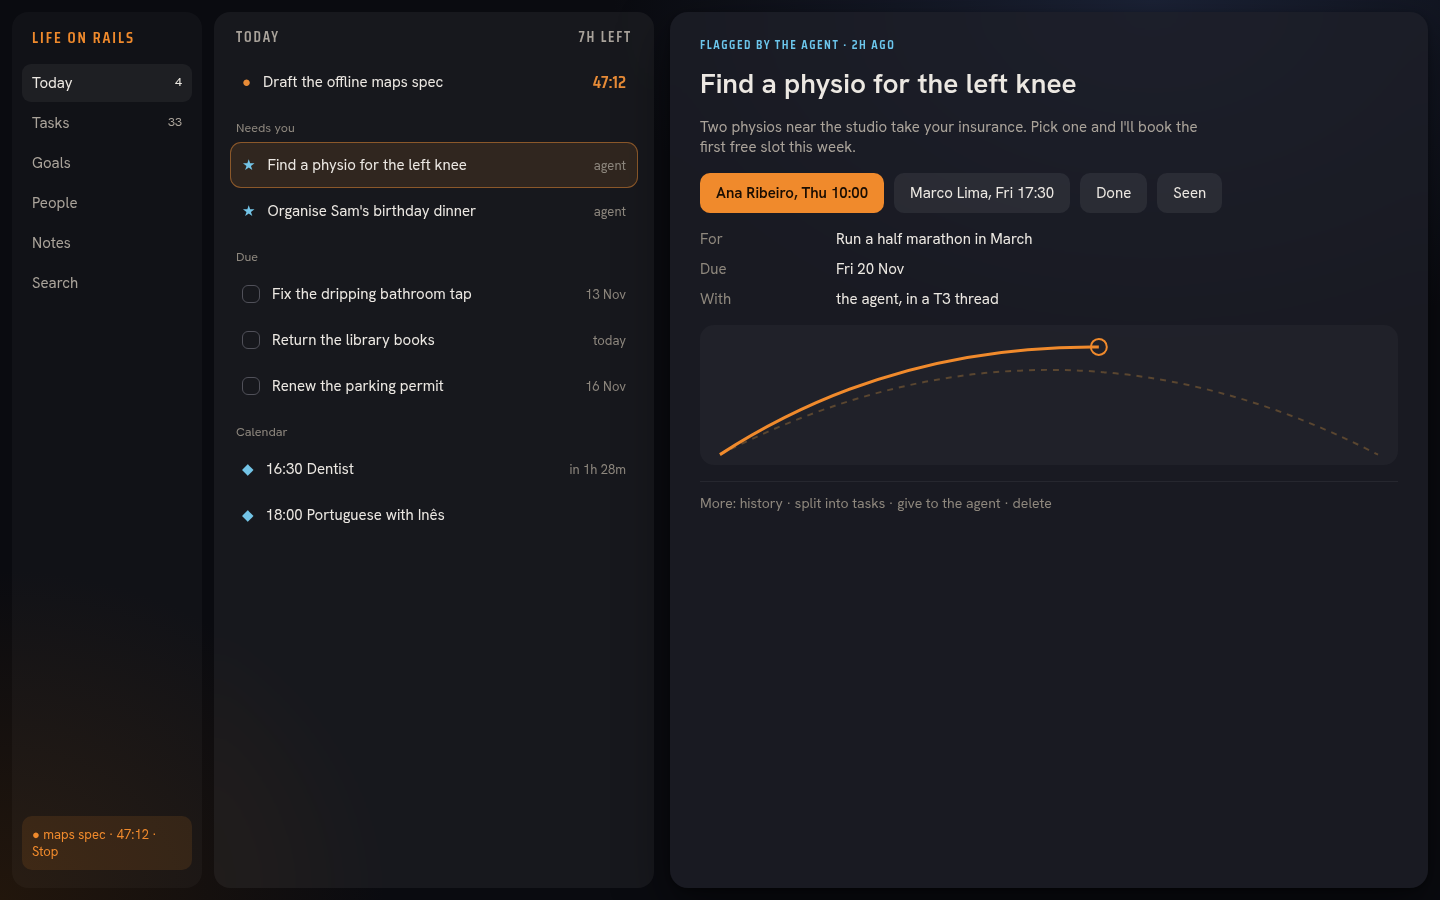 LIFE ON RAILS
Today 4
Tasks 33
Goals
People
Notes
Search
● maps spec · 47:12 ·
Stop
TODAY 7H LEFT
● Draft the offline maps spec 47:12
Needs you
★ Find a physio for the left knee agent
★ Organise Sam's birthday dinner agent
Due
Fix the dripping bathroom tap 13 Nov
Return the library books today
Renew the parking permit 16 Nov
Calendar
◆ 16:30 Dentist in 1h 28m
◆ 18:00 Portuguese with Inês
FLAGGED BY THE AGENT · 2H AGO
Find a physio for the left knee
Two physios near the studio take your insurance. Pick one and I'll book the
first free slot this week.
Ana Ribeiro, Thu 10:00 Marco Lima, Fri 17:30 Done Seen
For Run a half marathon in March
Due Fri 20 Nov
With the agent, in a T3 thread
More: history · split into tasks · give to the agent · delete